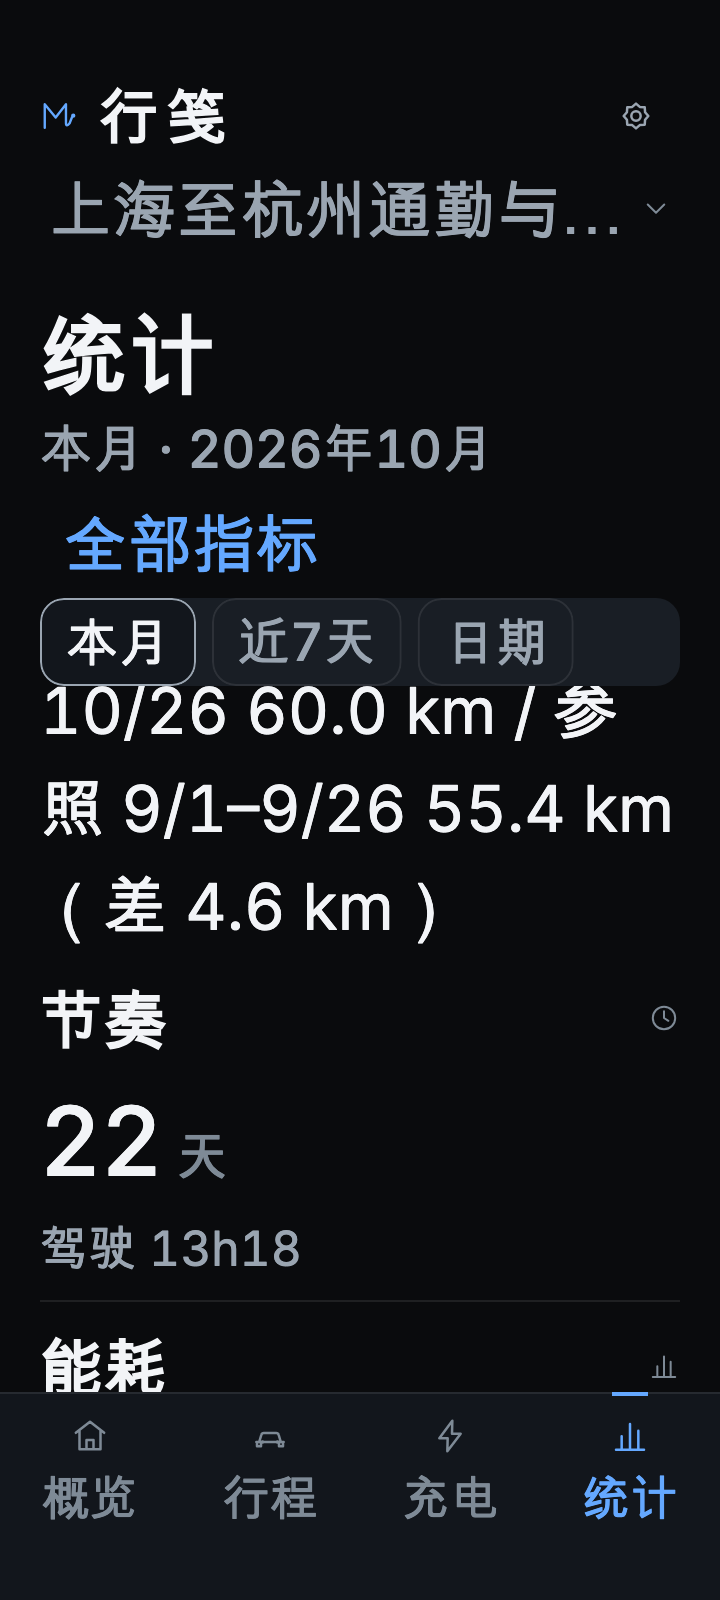 行笺
上海至杭州通勤与...
统计
本月 · 2026年10月
全部指标
本月 近7天 日期
10/26 60.0 km / 参
照 9/1–9/26 55.4 km
（ 差 4.6 km ）
节奏
22 天
驾驶 13h18
能耗
概览 行程 充电 统计